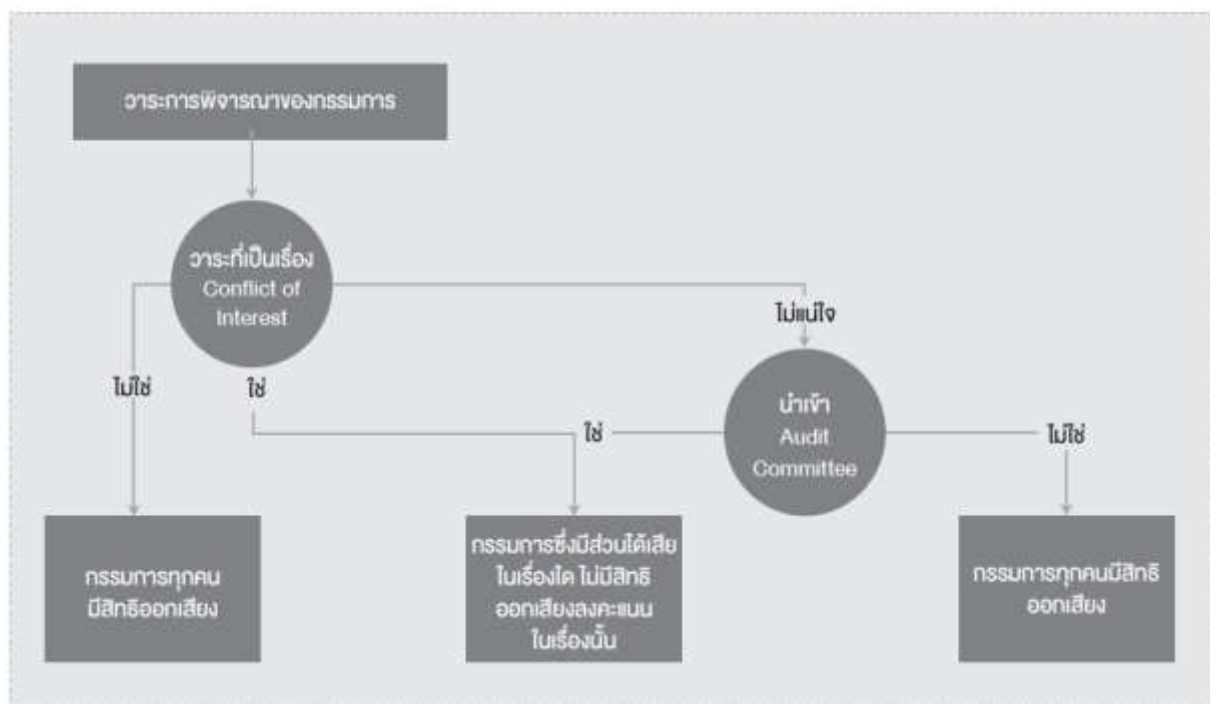 วาระการพิจารณาของกรรมการ
วาระที่เป็นเรื่อง
Conflict of
Interest
ไม่แน่ใจ
ไม่ใช่
ใช่
นำเข้า
Audit
Committee
ใช่
ไม่ใช่
กรรมการทุกคน
มีสิทธิออกเสียง
กรรมการซึ่งมีส่วนได้เสีย
ในเรื่องใด ไม่มีสิทธิ
ออกเสียงลงคะแนน
ในเรื่องนั้น
กรรมการทุกคนมีสิทธิ
ออกเสียง